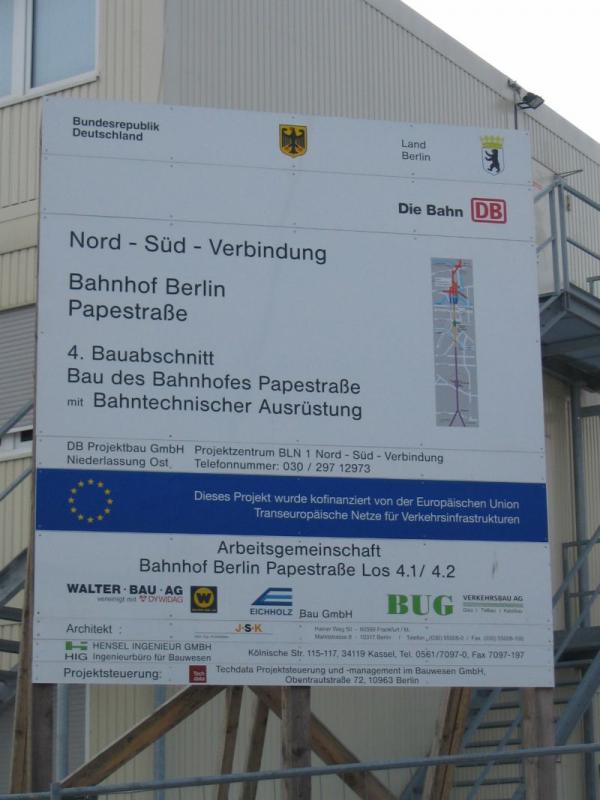 Bundesrepublik
Deutschland
Land
Berlin
Die Bahn DB
Nord - Süd - Verbindung
Bahnhof Berlin
Papestraße
4. Bauabschnitt
Bau des Bahnhofes Papestraße
mit Bahntechnischer Ausrüstung
DB Projektbau GmbH Projektzentrum BLN 1 Nord - Süd - Verbindung
Niederlassung Ost Telefonnummer: 030 / 297 12973
Dieses Projekt wurde kofinanziert von der Europäischen Union
Transeuropäische Netze für Verkehrsinfrastrukturen
Arbeitsgemeinschaft
Bahnhof Berlin Papestraße Los 4.1/ 4.2
WALTER · BAU · AG
vereinigt mit DYWIDAG
EICHHOLZ Bau GmbH
BUG VERKEHRSBAU AG
Architekt : J·S·K
HENSEL INGENIEUR GMBH
HIG Ingenieurbüro für Bauwesen
Kölnische Str. 115-117, 34119 Kassel, Tel. 0561/7097-0, Fax 7097-197
Projektsteuerung: Tech data Techdata Projektsteuerung und -management im Bauwesen GmbH,
Obentrautstraße 72, 10963 Berlin